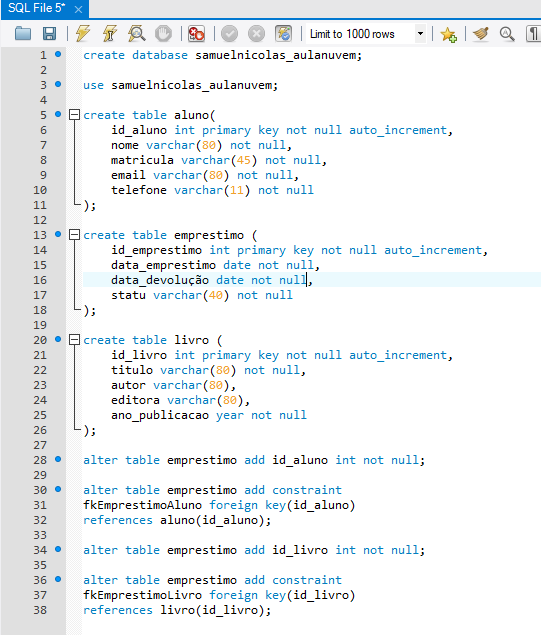 SQL File 5*
Limit to 1000 rows
1 create database samuelnicolas_aulanuvem;
2
3 use samuelnicolas_aulanuvem;
4
5 create table aluno(
6 id_aluno int primary key not null auto_increment,
7 nome varchar(80) not null,
8 matricula varchar(45) not null,
9 email varchar(80) not null,
10 telefone varchar(11) not null
11 );
12
13 create table emprestimo (
14 id_emprestimo int primary key not null auto_increment,
15 data_emprestimo date not null,
16 data_devolução date not null,
17 statu varchar(40) not null
18 );
19
20 create table livro (
21 id_livro int primary key not null auto_increment,
22 titulo varchar(80) not null,
23 autor varchar(80),
24 editora varchar(80),
25 ano_publicacao year not null
26 );
27
28 alter table emprestimo add id_aluno int not null;
29
30 alter table emprestimo add constraint
31 fkEmprestimoAluno foreign key(id_aluno)
32 references aluno(id_aluno);
33
34 alter table emprestimo add id_livro int not null;
35
36 alter table emprestimo add constraint
37 fkEmprestimoLivro foreign key(id_livro)
38 references livro(id_livro);